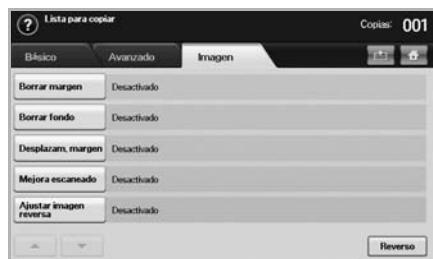 ? Lista para copiar
Copias: 001
Básico Avanzado Imagen
Borrar margen Desactivado
Borrar fondo Desactivado
Desplazam, margen Desactivado
Mejora escaneado Desactivado
Ajustar imagen
reversa Desactivado
Reverso